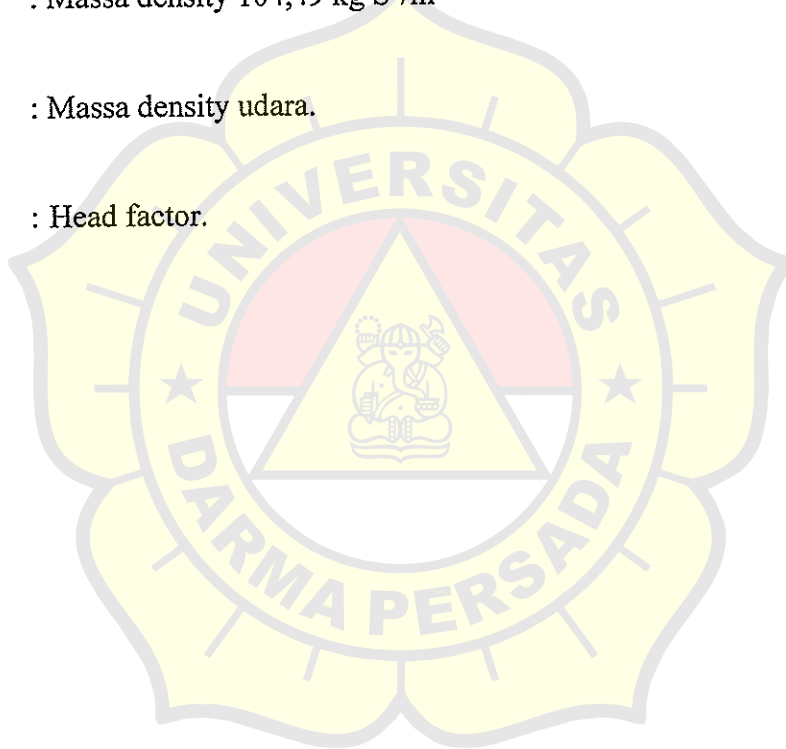 : Massa density
: Massa density udara.
: Head factor.
UNIVERSITAS
DARMA PERSADA